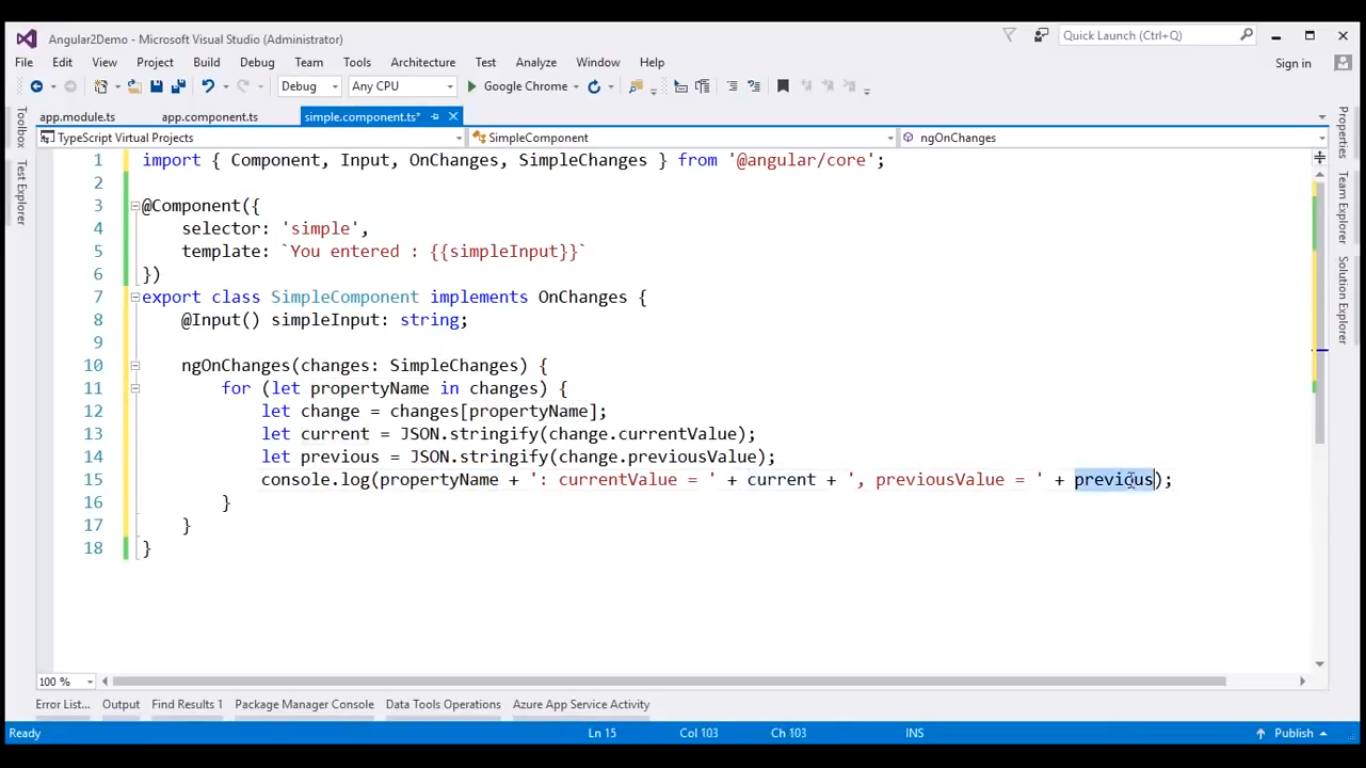 Angular2Demo - Microsoft Visual Studio (Administrator)
Quick Launch (Ctrl+Q)
File Edit View Project Build Debug Team Tools Architecture Test Analyze Window Help
Sign in
Debug Any CPU Google Chrome
app.module.ts app.component.ts simple.component.ts*
TypeScript Virtual Projects SimpleComponent ngOnChanges
Toolbox
Test Explorer
1 import { Component, Input, OnChanges, SimpleChanges } from '@angular/core';
2
3 @Component({
4 selector: 'simple',
5 template: `You entered : {{simpleInput}}`
6 })
7 export class SimpleComponent implements OnChanges {
8 @Input() simpleInput: string;
9
10 ngOnChanges(changes: SimpleChanges) {
11 for (let propertyName in changes) {
12 let change = changes[propertyName];
13 let current = JSON.stringify(change.currentValue);
14 let previous = JSON.stringify(change.previousValue);
15 console.log(propertyName + ': currentValue = ' + current + ', previousValue = ' + previous);
16 }
17 }
18 }
Properties
Team Explorer
Solution Explorer
100 %
Error List... Output Find Results 1 Package Manager Console Data Tools Operations Azure App Service Activity
Ready Ln 15 Col 103 Ch 103 INS Publish